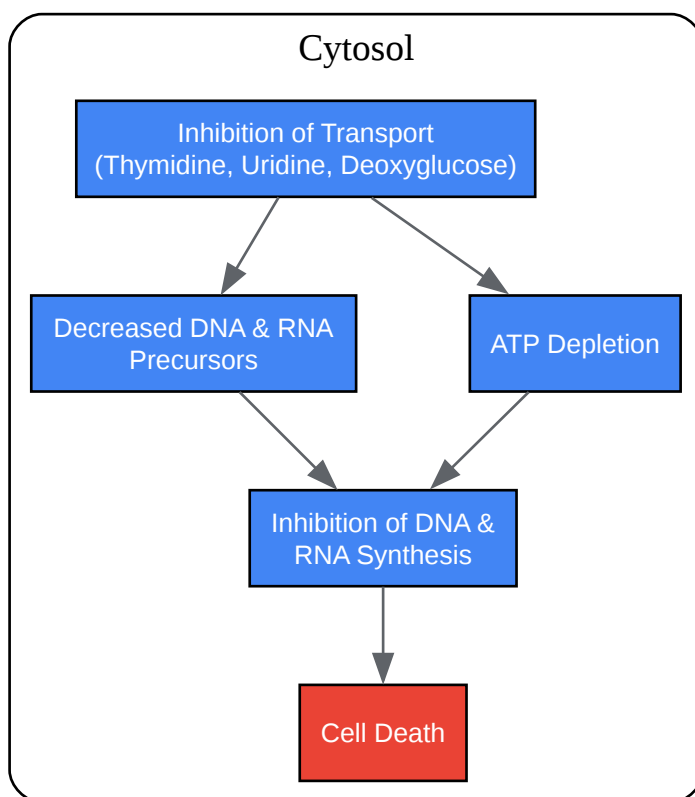 Cytosol
Inhibition of Transport
(Thymidine, Uridine, Deoxyglucose)
Decreased DNA & RNA
Precursors
ATP Depletion
Inhibition of DNA &
RNA Synthesis
Cell Death